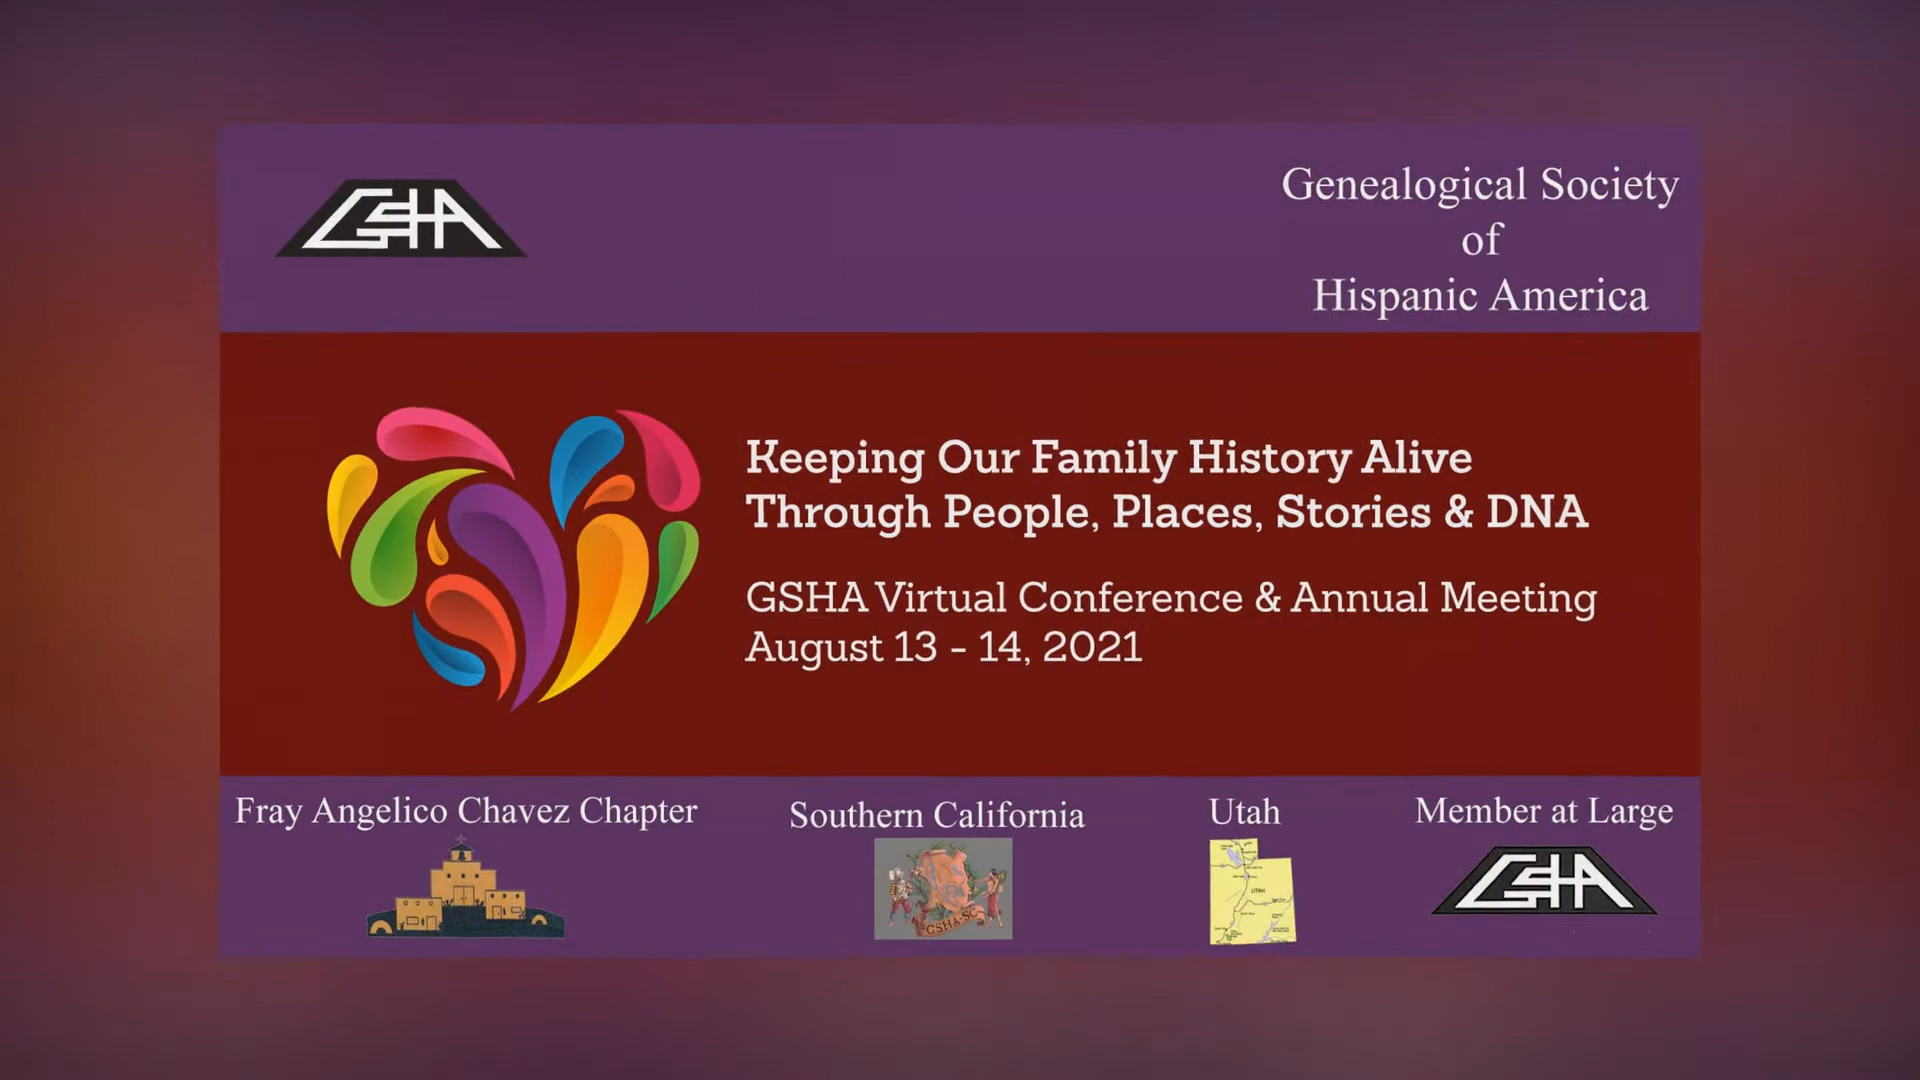 GSHA
Genealogical Society
of
Hispanic America
Keeping Our Family History Alive
Through People, Places, Stories & DNA
GSHA Virtual Conference & Annual Meeting
August 13 - 14, 2021
Fray Angelico Chavez Chapter
Southern California
GSHA-SC
Utah
UTAH
Member at Large
GSHA